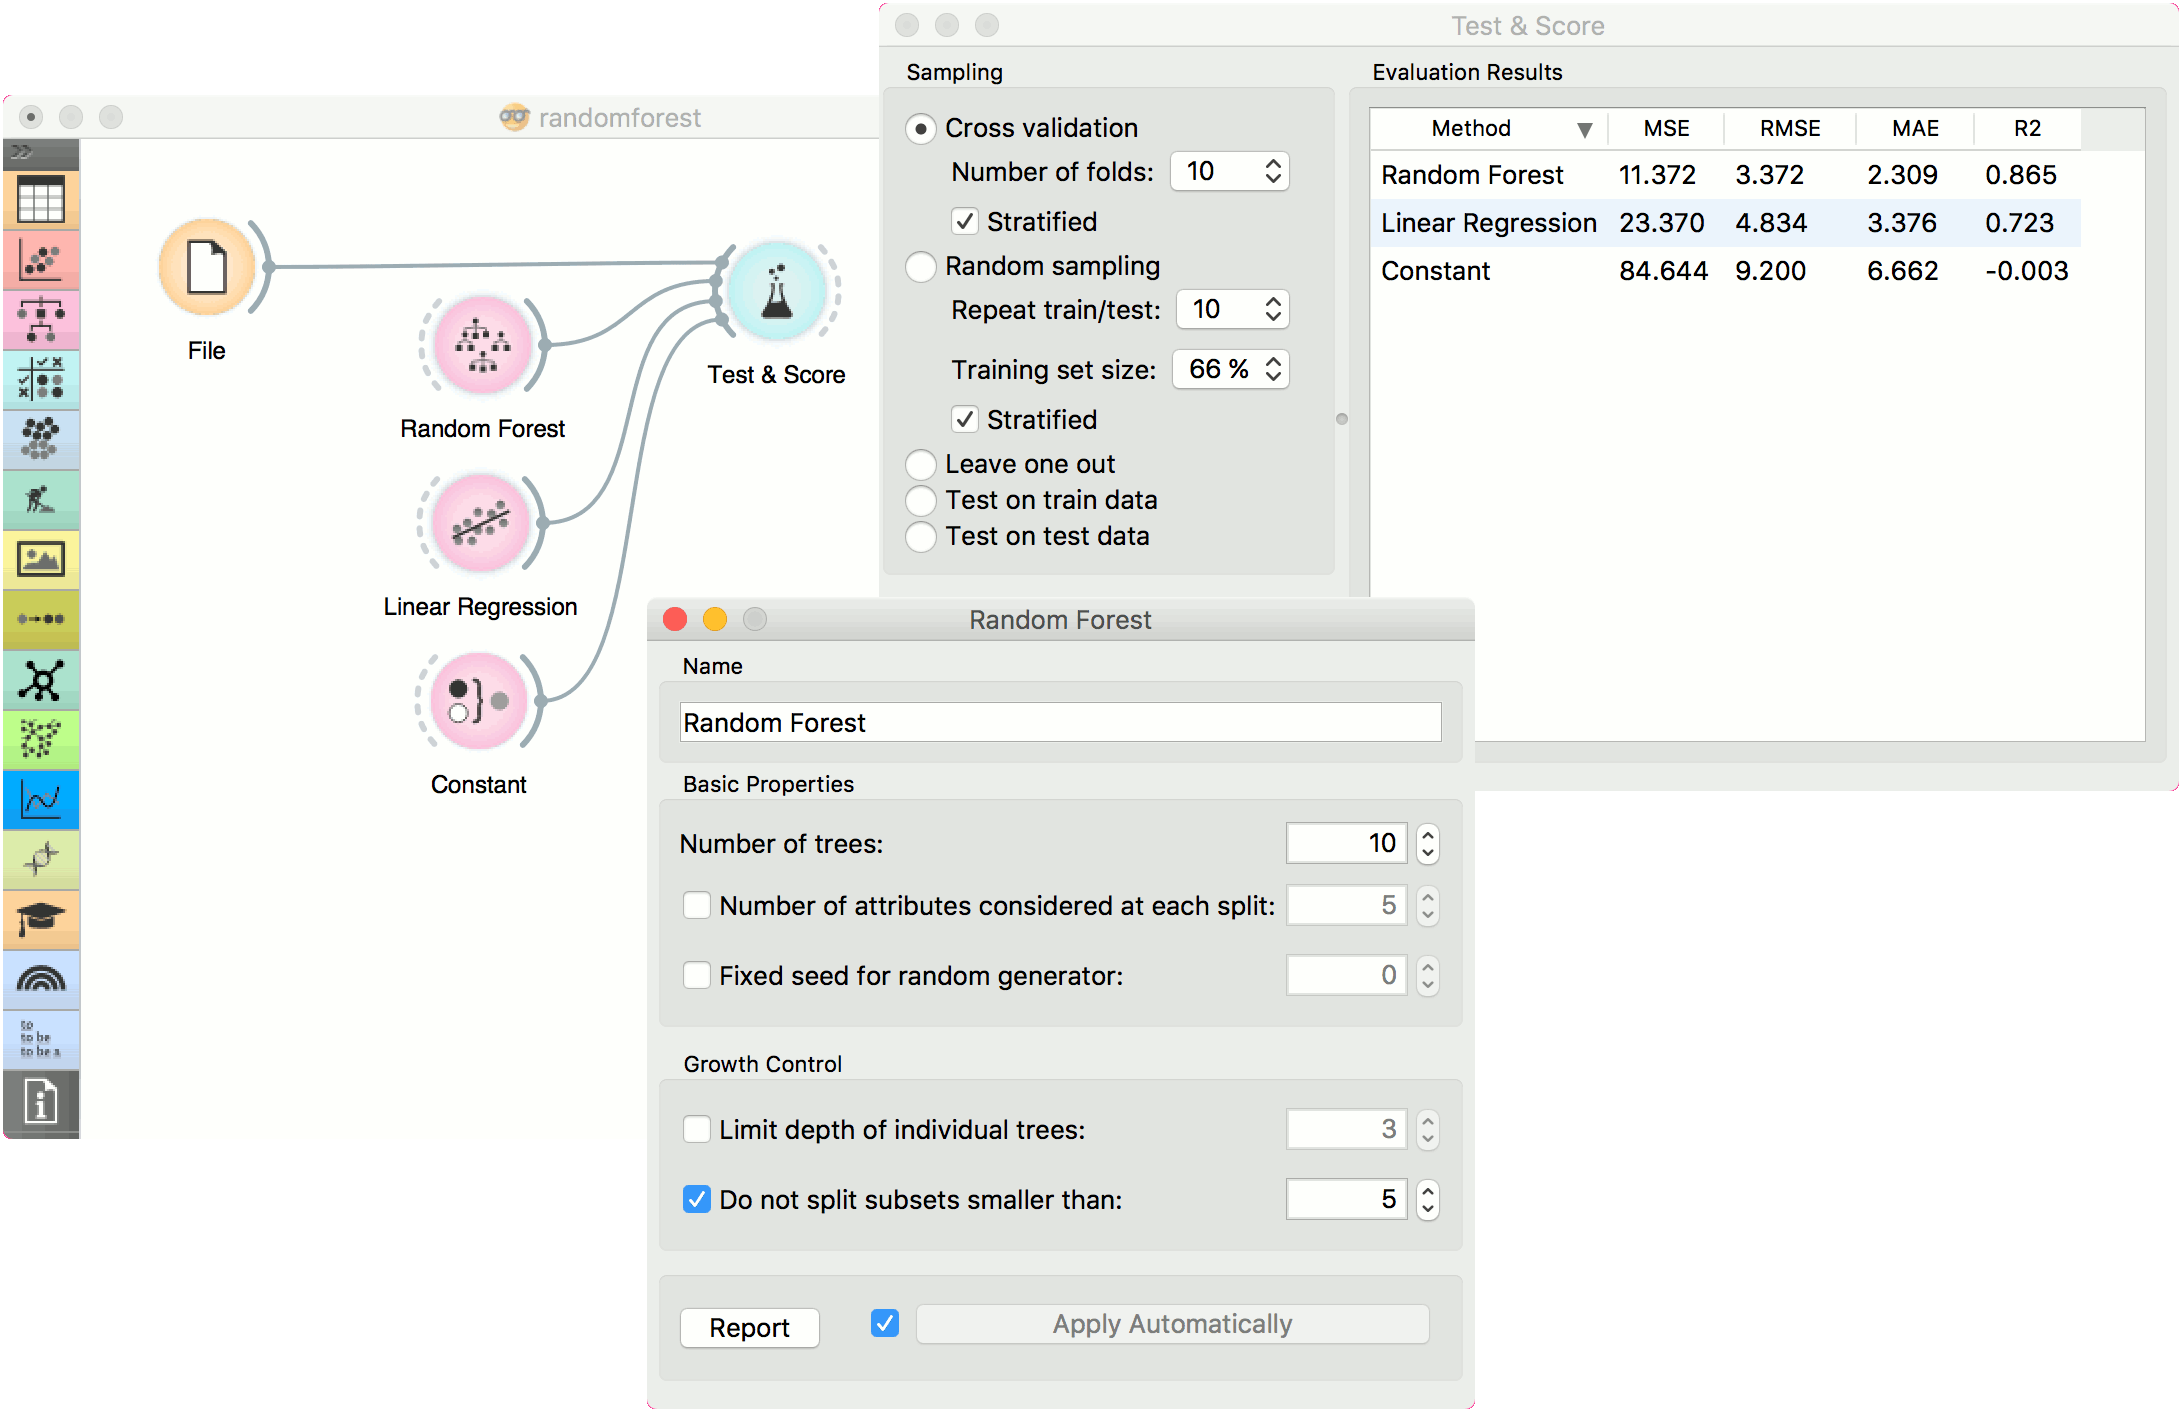 randomforest
File
Random Forest
Linear Regression
Constant
Test & Score
to
to be
to be a
Test & Score
Sampling
Cross validation
Number of folds: 10
Stratified
Random sampling
Repeat train/test: 10
Training set size: 66 %
Stratified
Leave one out
Test on train data
Test on test data
Evaluation Results
Method MSE RMSE MAE R2
Random Forest 11.372 3.372 2.309 0.865
Linear Regression 23.370 4.834 3.376 0.723
Constant 84.644 9.200 6.662 -0.003
Random Forest
Name
Random Forest
Basic Properties
Number of trees: 10
Number of attributes considered at each split: 5
Fixed seed for random generator: 0
Growth Control
Limit depth of individual trees: 3
Do not split subsets smaller than: 5
Report Apply Automatically